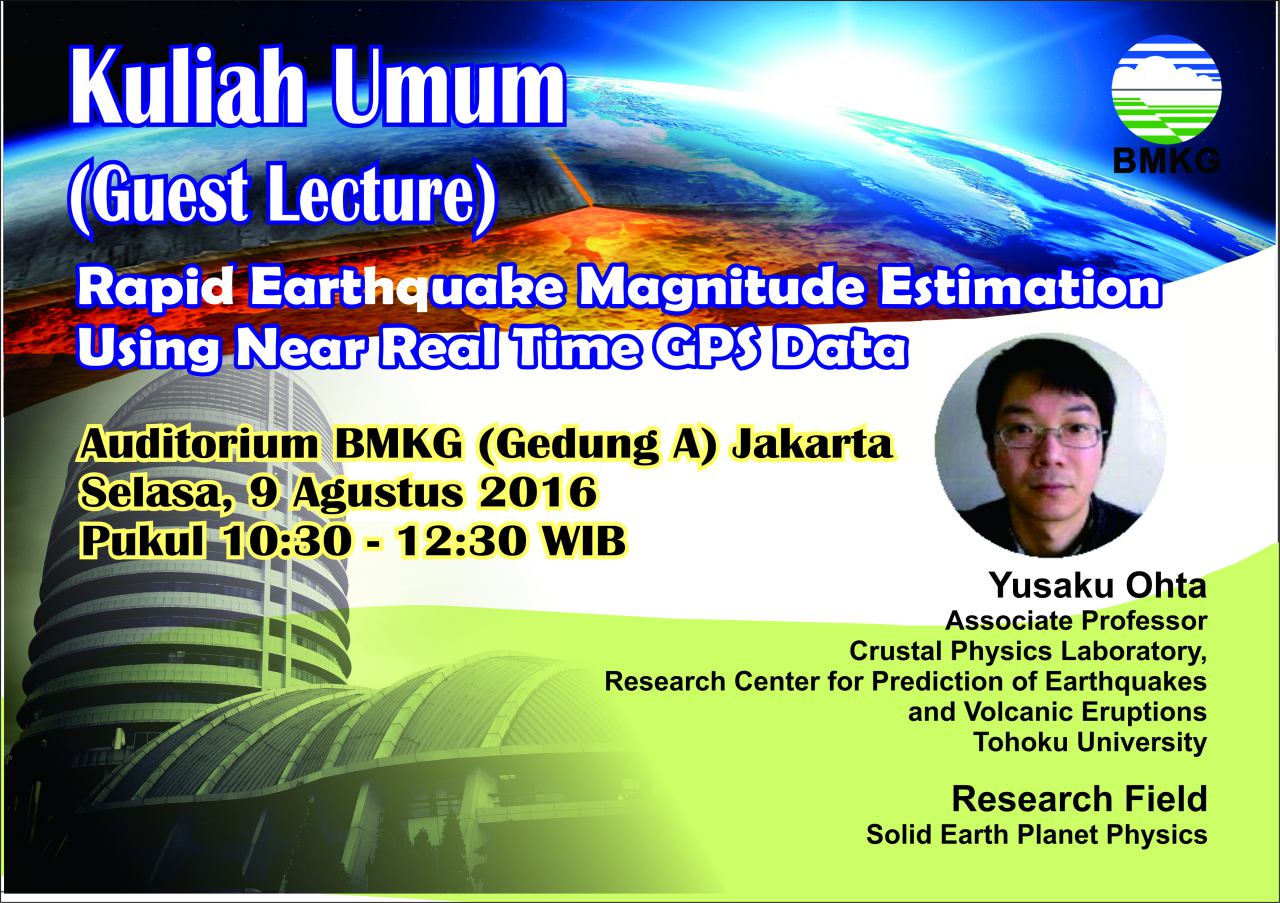 Kuliah Umum
(Guest Lecture)
BMKG
Rapid Earthquake Magnitude Estimation
Using Near Real Time GPS Data
Auditorium BMKG (Gedung A) Jakarta
Selasa, 9 Agustus 2016
Pukul 10:30 - 12:30 WIB
Yusaku Ohta
Associate Professor
Crustal Physics Laboratory,
Research Center for Prediction of Earthquakes
and Volcanic Eruptions
Tohoku University
Research Field
Solid Earth Planet Physics